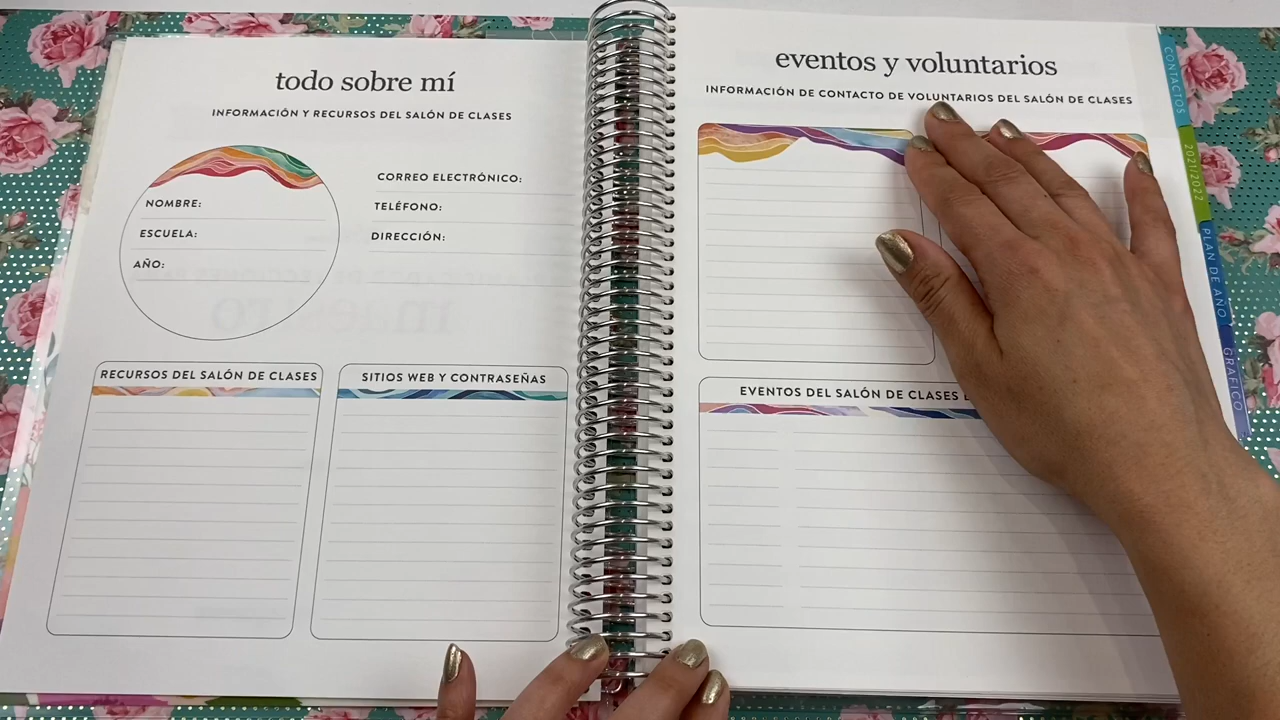 todo sobre mí
INFORMACIÓN Y RECURSOS DEL SALÓN DE CLASES
NOMBRE:
ESCUELA:
AÑO:
CORREO ELECTRÓNICO:
TELÉFONO:
DIRECCIÓN:
RECURSOS DEL SALÓN DE CLASES
SITIOS WEB Y CONTRASEÑAS
eventos y voluntarios
INFORMACIÓN DE CONTACTO DE VOLUNTARIOS DEL SALÓN DE CLASES
EVENTOS DEL SALÓN DE CLASES
CONTACTOS
2021/2022
PLAN DE AÑO
GRÁFICO